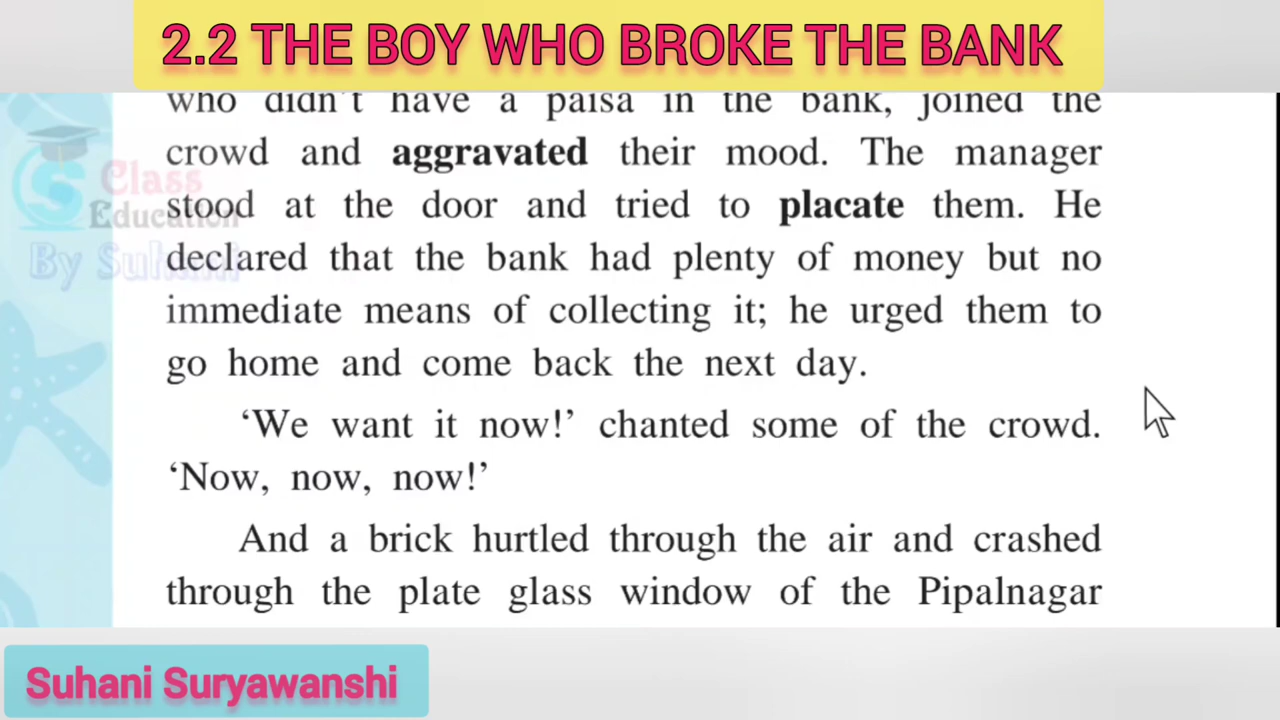 2.2 THE BOY WHO BROKE THE BANK
who didn't have a paisa in the bank, joined the
crowd and aggravated their mood. The manager
stood at the door and tried to placate them. He
declared that the bank had plenty of money but no
immediate means of collecting it; he urged them to
go home and come back the next day.
‘We want it now!’ chanted some of the crowd.
‘Now, now, now!’
And a brick hurtled through the air and crashed
through the plate glass window of the Pipalnagar
Class
Education
By Suhani
Suhani Suryawanshi